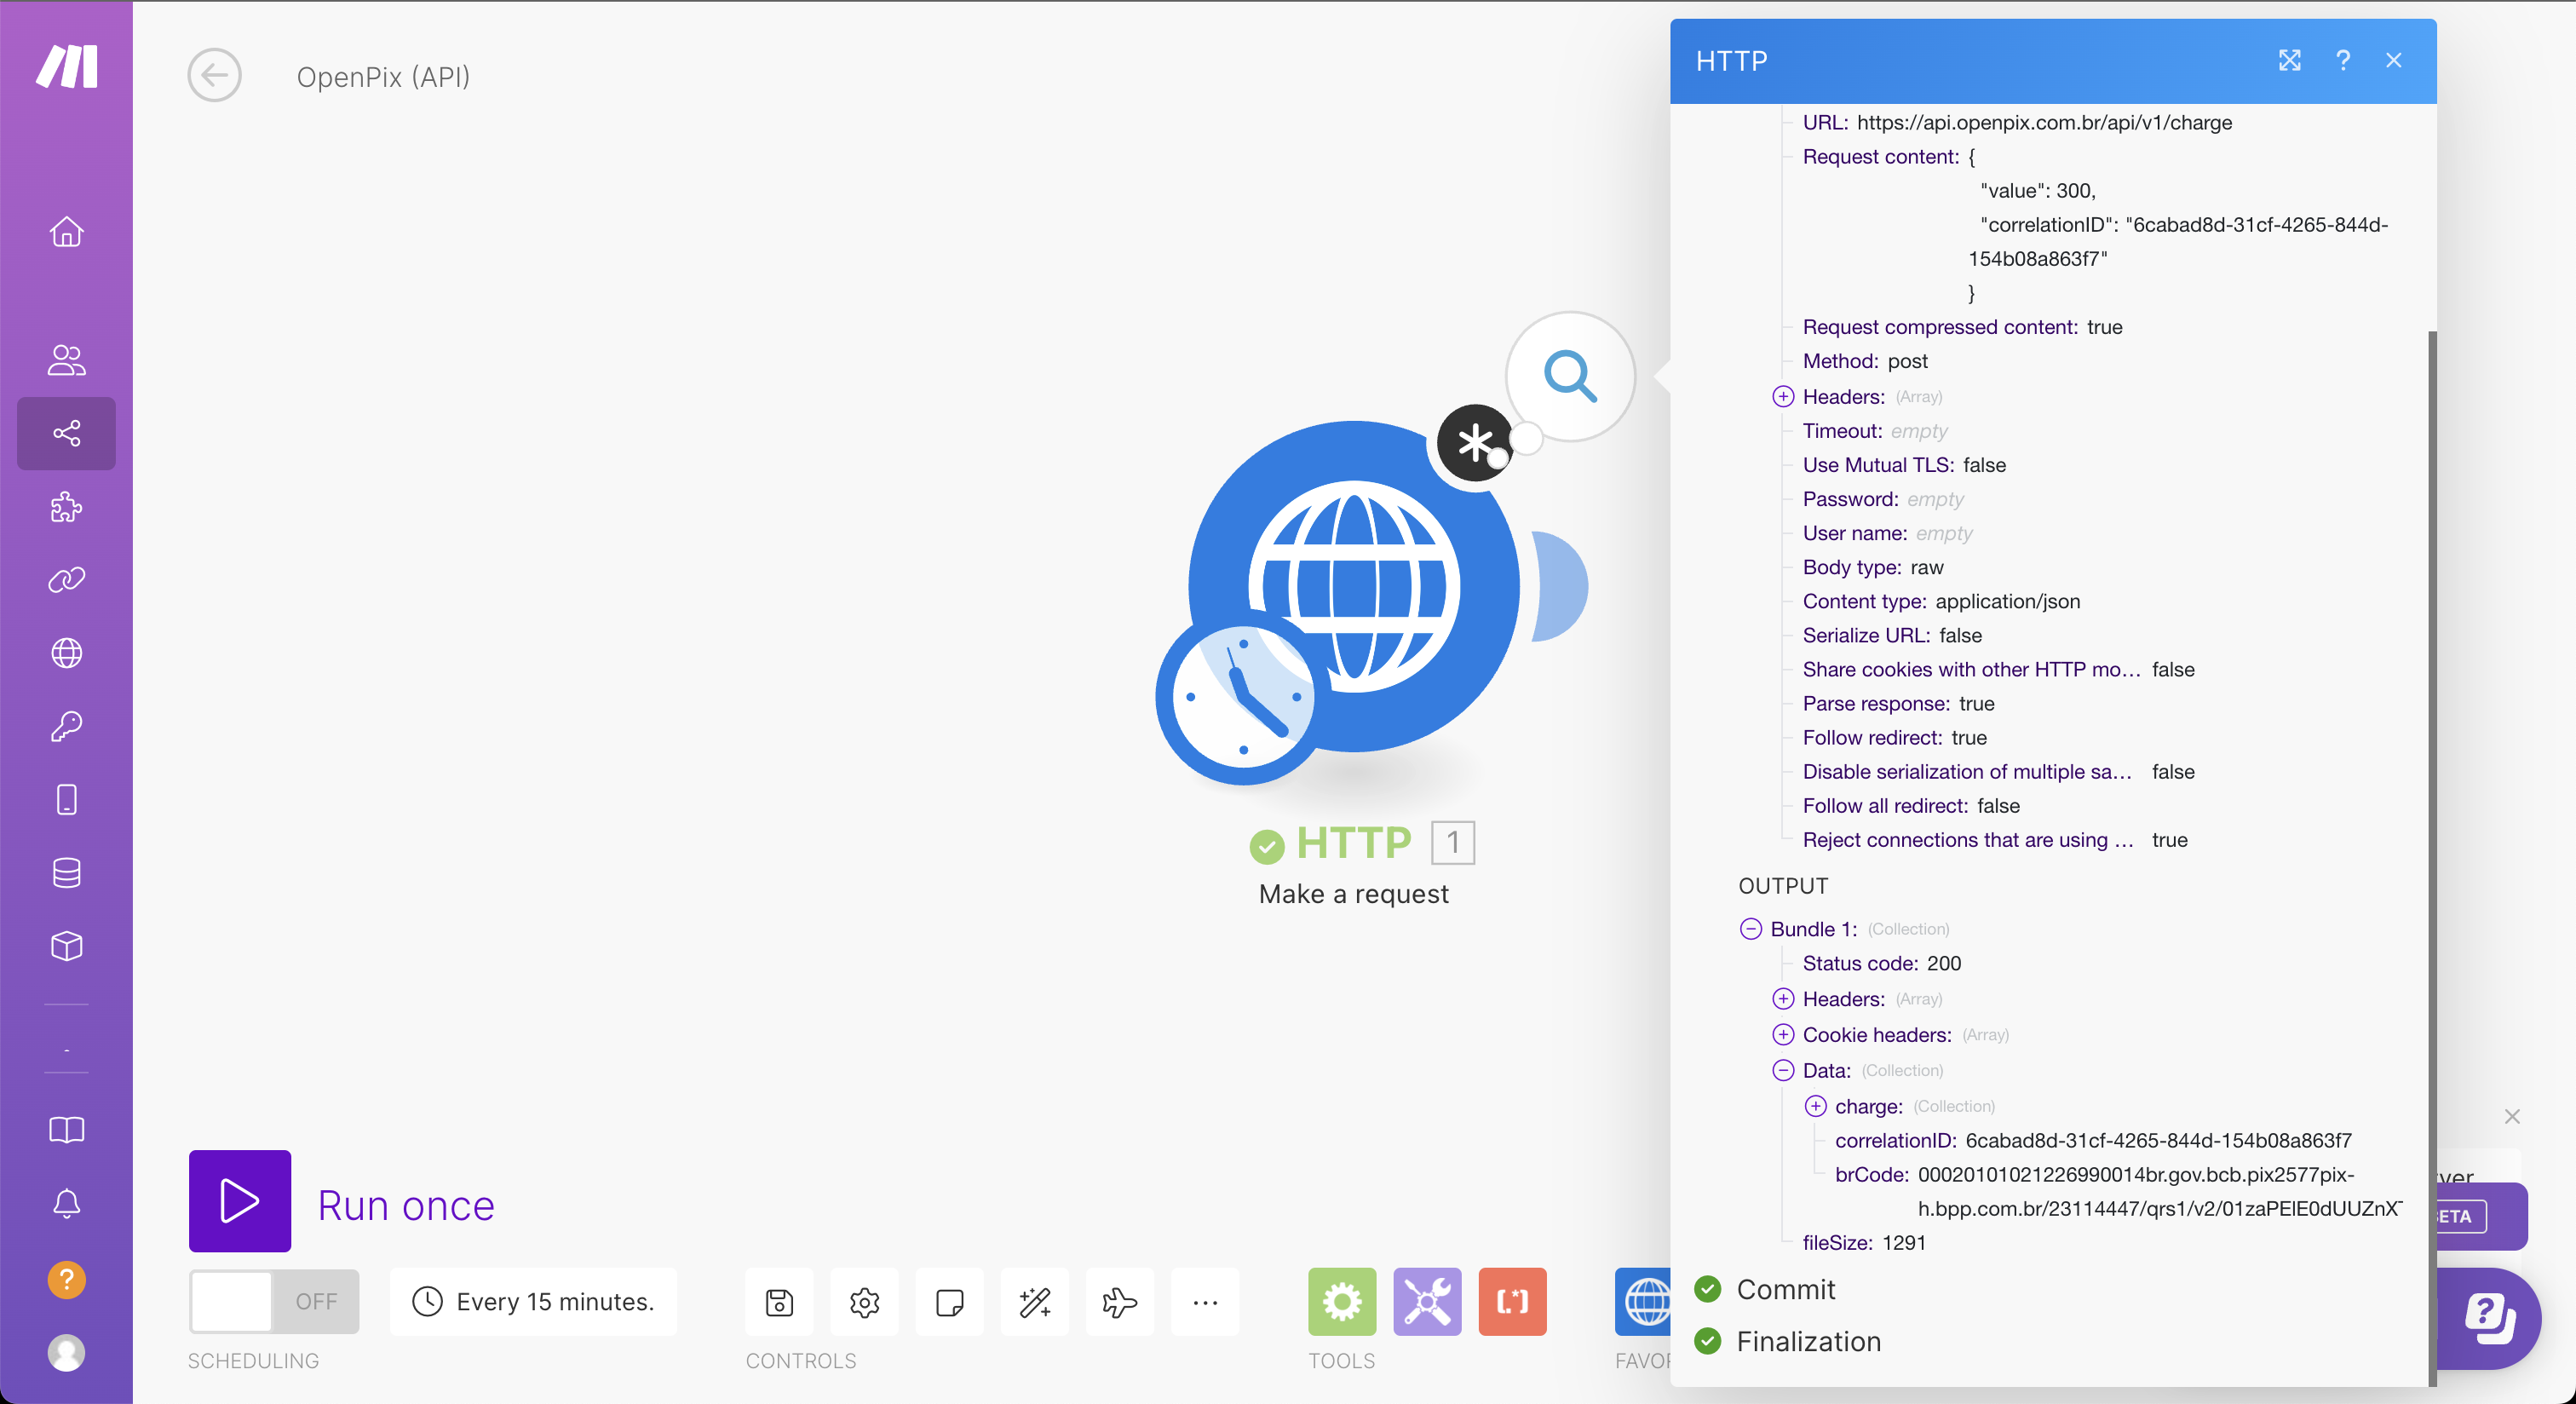 OpenPix (API)
HTTP
?
URL: https://api.openpix.com.br/api/v1/charge
Request content: {
"value": 300,
"correlationID": "6cabad8d-31cf-4265-844d-
154b08a863f7"
}
Request compressed content: true
Method: post
Headers: (Array)
Timeout: empty
Use Mutual TLS: false
Password: empty
User name: empty
Body type: raw
Content type: application/json
Serialize URL: false
Share cookies with other HTTP mo... false
Parse response: true
Follow redirect: true
Disable serialization of multiple sa... false
Follow all redirect: false
Reject connections that are using ... true
OUTPUT
Bundle 1: (Collection)
Status code: 200
Headers: (Array)
Cookie headers: (Array)
Data: (Collection)
charge: (Collection)
correlationID: 6cabad8d-31cf-4265-844d-154b08a863f7
brCode: 00020101021226990014br.gov.bcb.pix2577pix-
h.bpp.com.br/23114447/qrs1/v2/01zaPEIE0dUUZnX
fileSize: 1291
Commit
Finalization
HTTP 1
Make a request
Run once
OFF
Every 15 minutes.
SCHEDULING
CONTROLS
TOOLS